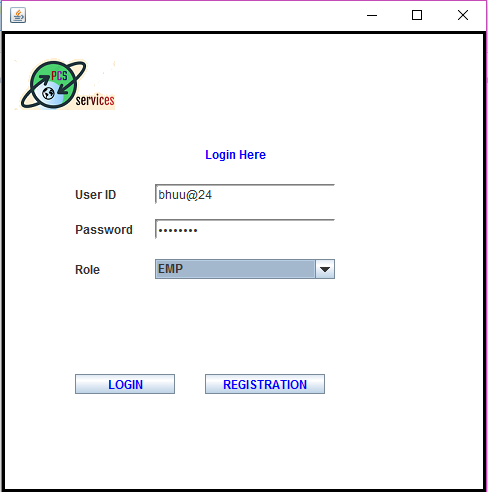 PCS
services
Login Here
User ID bhuu@24
Password ••••••••
Role EMP
LOGIN REGISTRATION